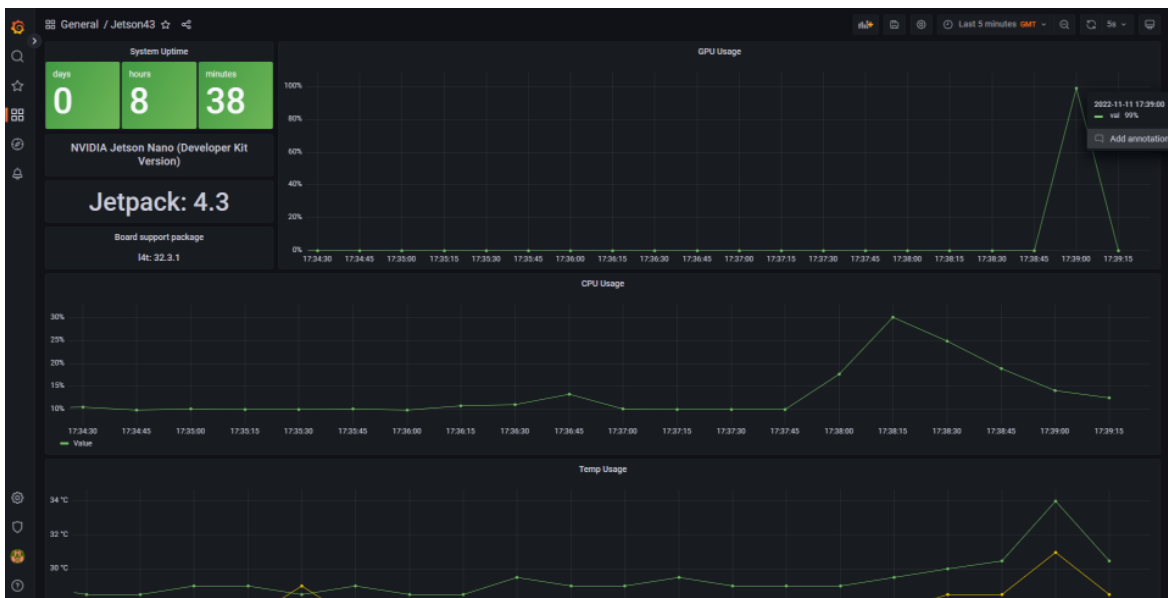 General / Jetson43
Last 5 minutes GMT
5s
System Uptime
days
0
hours
8
minutes
38
NVIDIA Jetson Nano (Developer Kit
Version)
Jetpack: 4.3
Board support package
l4t: 32.3.1
GPU Usage
100%
80%
60%
40%
20%
0%
17:34:30 17:34:45 17:35:00 17:35:15 17:35:30 17:35:45 17:36:00 17:36:15 17:36:30 17:36:45 17:37:00 17:37:15 17:37:30 17:37:45 17:38:00 17:38:15 17:38:30 17:38:45 17:39:00 17:39:15
2022-11-11 17:39:00
val 99%
Add annotation
CPU Usage
30%
25%
20%
15%
10%
17:34:30 17:34:45 17:35:00 17:35:15 17:35:30 17:35:45 17:36:00 17:36:15 17:36:30 17:36:45 17:37:00 17:37:15 17:37:30 17:37:45 17:38:00 17:38:15 17:38:30 17:38:45 17:39:00 17:39:15
Value
Temp Usage
34 °C
32 °C
30 °C